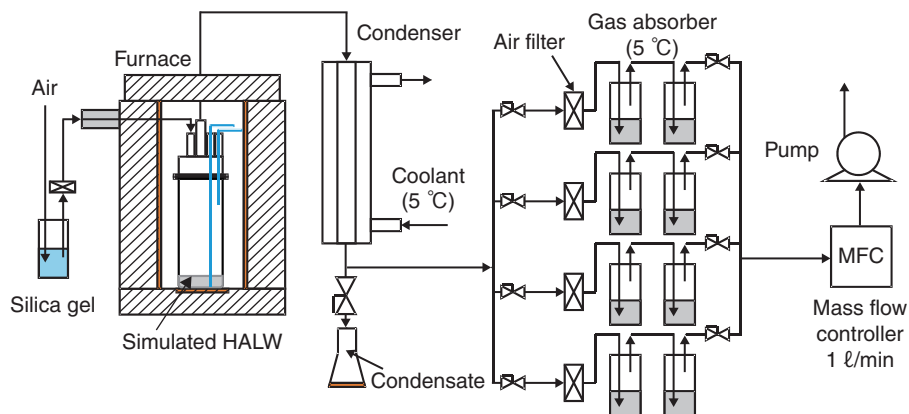 Air
Furnace
Silica gel
Simulated HALW
Condenser
Coolant
(5 ℃)
Condensate
Air filter
Gas absorber
(5 ℃)
Pump
MFC
Mass flow
controller
1 ℓ/min